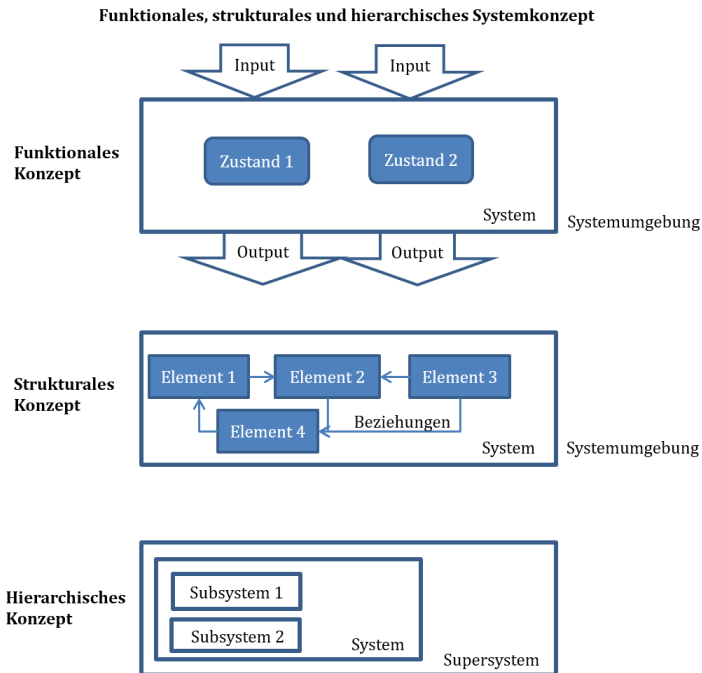 Funktionales, strukturales und hierarchisches Systemkonzept
Input
Input
Funktionales
Konzept
Zustand 1
Zustand 2
System
Systemumgebung
Output
Output
Strukturales
Konzept
Element 1
Element 2
Element 3
Element 4
Beziehungen
System
Systemumgebung
Hierarchisches
Konzept
Subsystem 1
Subsystem 2
System
Supersystem